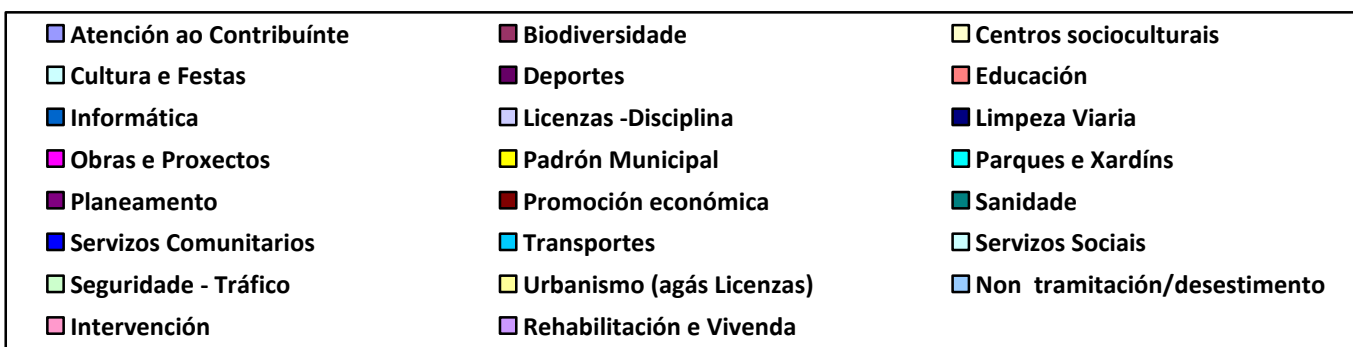 Atención ao Contribuínte Biodiversidade Centros socioculturais
Cultura e Festas Deportes Educación
Informática Licenzas -Disciplina Limpeza Viaria
Obras e Proxectos Padrón Municipal Parques e Xardíns
Planeamento Promoción económica Sanidade
Servizos Comunitarios Transportes Servizos Sociais
Seguridade - Tráfico Urbanismo (agás Licenzas) Non tramitación/desestimento
Intervención Rehabilitación e Vivenda